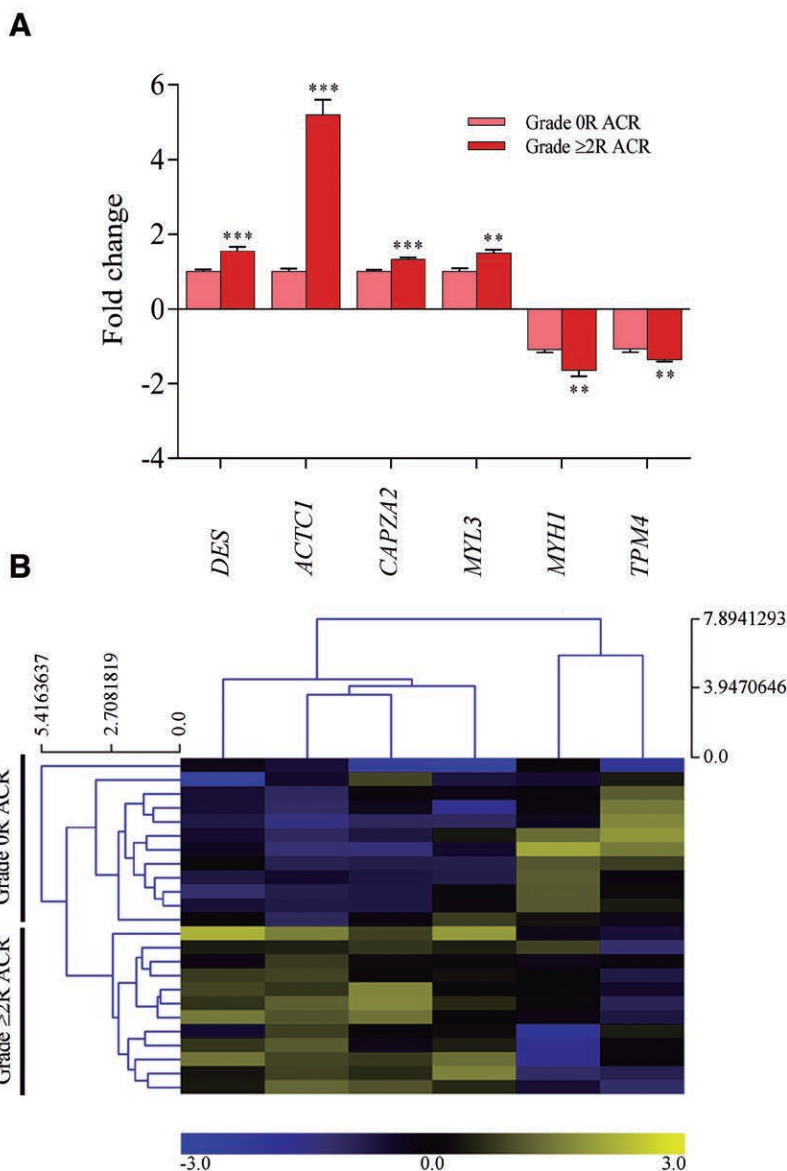 A
6
4
2
0
-2
-4
Fold change
Grade 0R ACR
Grade ≥2R ACR
***
***
***
**
**
**
DES
ACTC1
CAPZA2
MYL3
MYH1
TPM4
B
5.4163637
2.7081819
0.0
7.8941293
3.9470646
0.0
Grade 0R ACR
Grade ≥2R ACR
-3.0
0.0
3.0